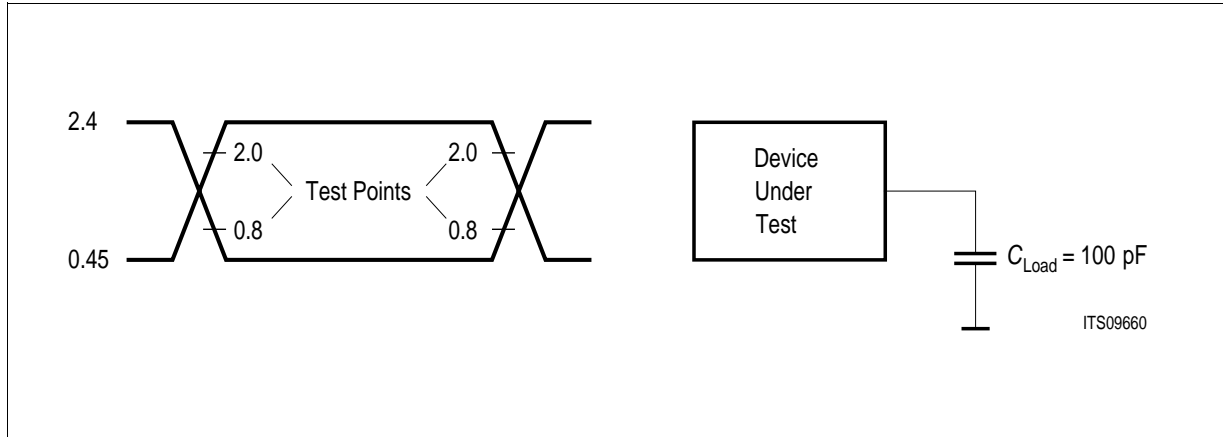 2.4
2.0
2.0
Test Points
0.8
0.8
0.45
Device
Under
Test
C Load = 100 pF
ITS09660